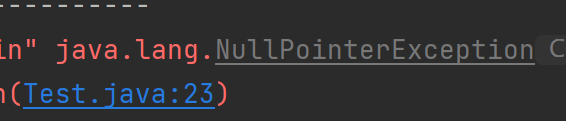 ----------
in" java.lang.NullPointerException
n(Test.java:23)